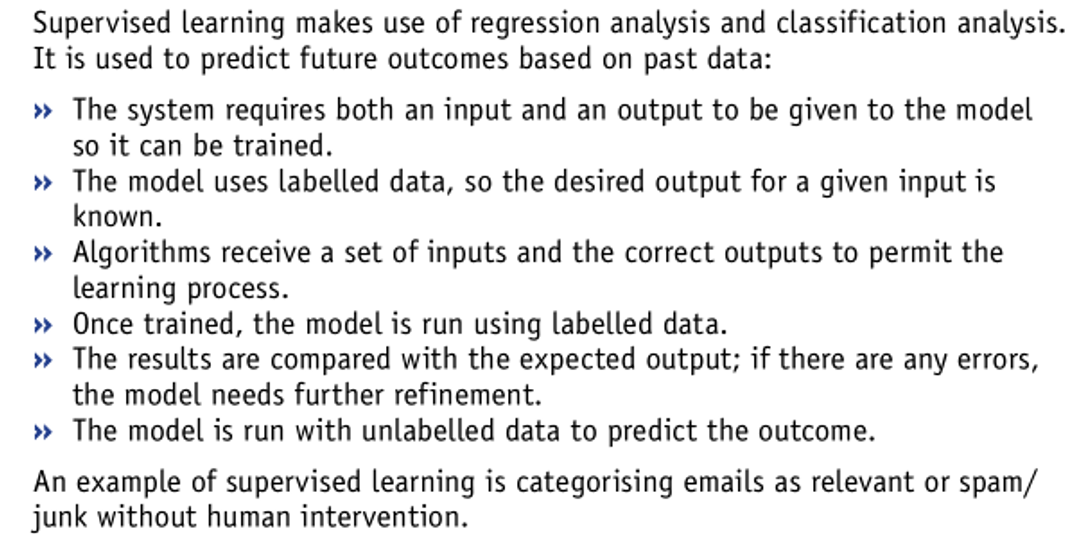 Supervised learning makes use of regression analysis and classification analysis.
It is used to predict future outcomes based on past data:
» The system requires both an input and an output to be given to the model
so it can be trained.
» The model uses labelled data, so the desired output for a given input is
known.
» Algorithms receive a set of inputs and the correct outputs to permit the
learning process.
» Once trained, the model is run using labelled data.
» The results are compared with the expected output; if there are any errors,
the model needs further refinement.
» The model is run with unlabelled data to predict the outcome.
An example of supervised learning is categorising emails as relevant or spam/
junk without human intervention.